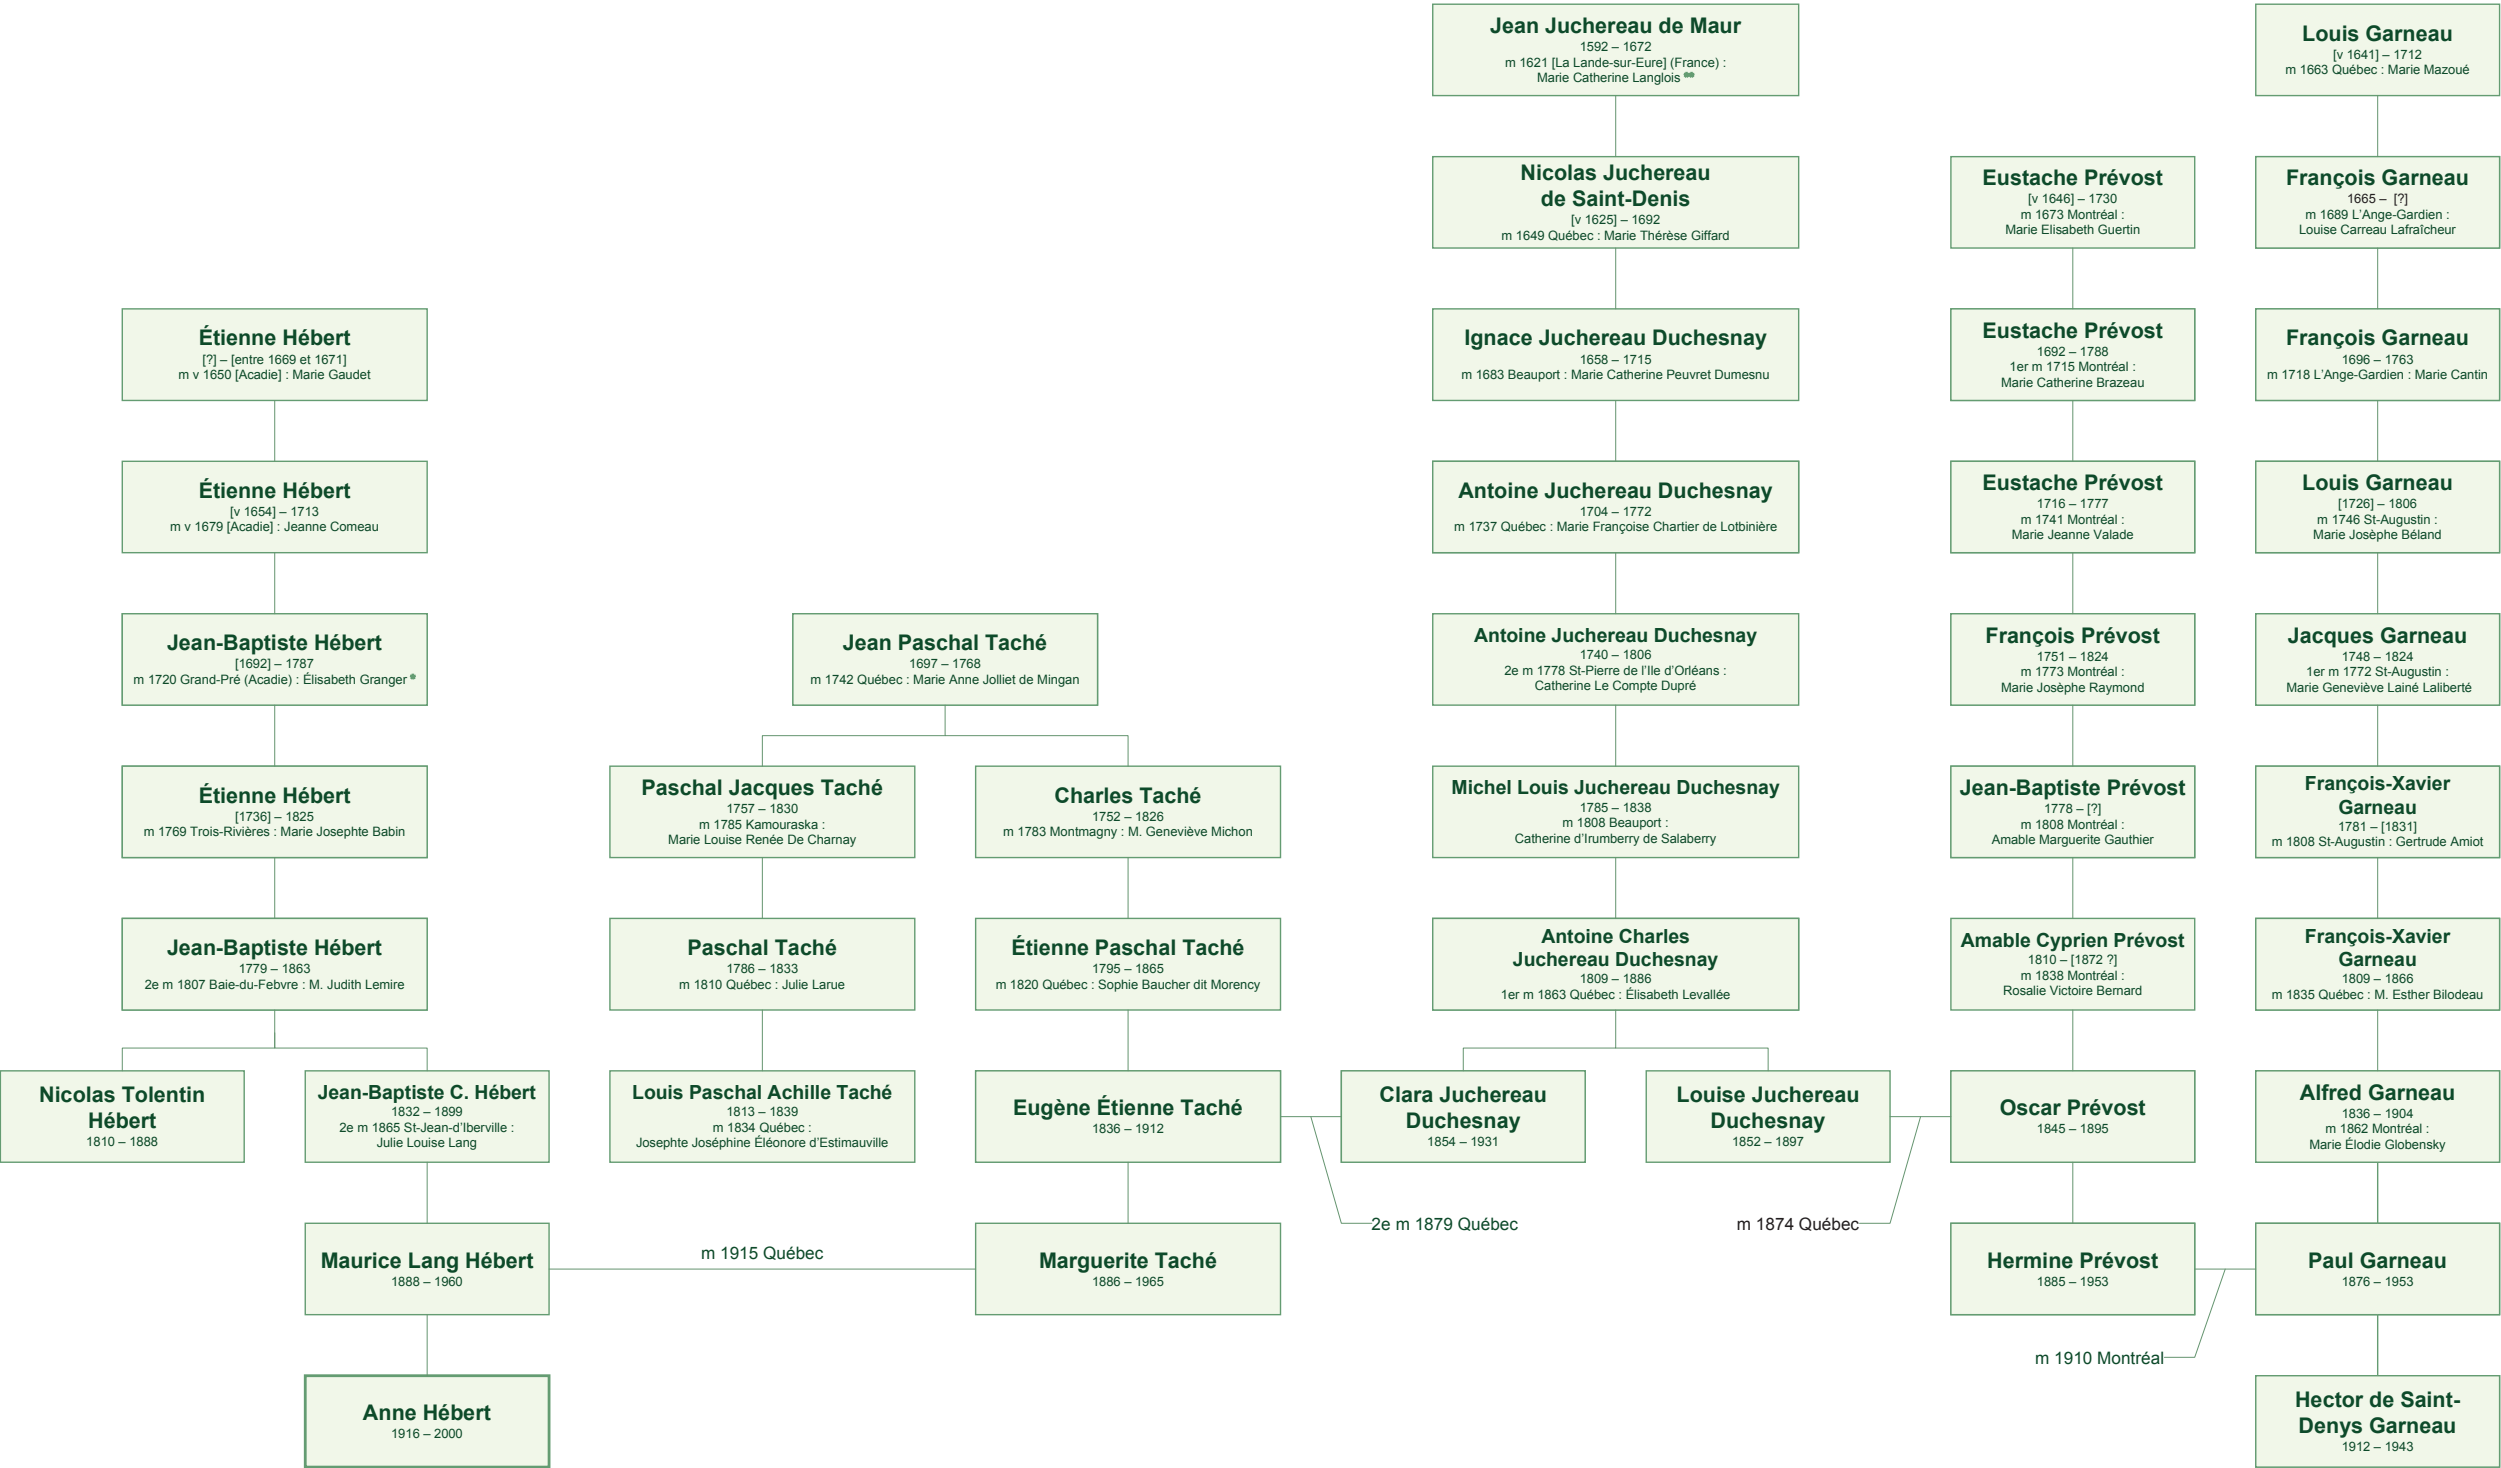 Jean Juchereau de Maur
1592 – 1672
m 1621 [La Lande-sur-Eure] (France) :
Marie Catherine Langlois **
Louis Garneau
[v 1641] – 1712
m 1663 Québec : Marie Mazoué
Nicolas Juchereau
de Saint-Denis
[v 1625] – 1692
m 1649 Québec : Marie Thérèse Giffard
Eustache Prévost
[v 1646] – 1730
m 1673 Montréal :
Marie Elisabeth Guertin
François Garneau
1665 – [?]
m 1689 L'Ange-Gardien :
Louise Carreau Lafraîcheur
Étienne Hébert
[?] – [entre 1669 et 1671]
m v 1650 [Acadie] : Marie Gaudet
Ignace Juchereau Duchesnay
1658 – 1715
m 1683 Beauport : Marie Catherine Peuvret Dumesnu
Eustache Prévost
1692 – 1788
1er m 1715 Montréal :
Marie Catherine Brazeau
François Garneau
1696 – 1763
m 1718 L'Ange-Gardien : Marie Cantin
Étienne Hébert
[v 1654] – 1713
m v 1679 [Acadie] : Jeanne Comeau
Antoine Juchereau Duchesnay
1704 – 1772
m 1737 Québec : Marie Françoise Chartier de Lotbinière
Eustache Prévost
1716 – 1777
m 1741 Montréal :
Marie Jeanne Valade
Louis Garneau
[1726] – 1806
m 1746 St-Augustin :
Marie Josèphe Béland
Jean-Baptiste Hébert
[1692] – 1787
m 1720 Grand-Pré (Acadie) : Élisabeth Granger *
Jean Paschal Taché
1697 – 1768
m 1742 Québec : Marie Anne Jolliet de Mingan
Antoine Juchereau Duchesnay
1740 – 1806
2e m 1778 St-Pierre de l'Ile d'Orléans :
Catherine Le Compte Dupré
François Prévost
1751 – 1824
m 1773 Montréal :
Marie Josèphe Raymond
Jacques Garneau
1748 – 1824
1er m 1772 St-Augustin :
Marie Geneviève Lainé Laliberté
Étienne Hébert
[1736] – 1825
m 1769 Trois-Rivières : Marie Josephte Babin
Paschal Jacques Taché
1757 – 1830
m 1785 Kamouraska :
Marie Louise Renée De Charnay
Charles Taché
1752 – 1826
m 1783 Montmagny : M. Geneviève Michon
Michel Louis Juchereau Duchesnay
1785 – 1838
m 1808 Beauport :
Catherine d'Irumberry de Salaberry
Jean-Baptiste Prévost
1778 – [?]
m 1808 Montréal :
Amable Marguerite Gauthier
François-Xavier
Garneau
1781 – [1831]
m 1808 St-Augustin : Gertrude Amiot
Jean-Baptiste Hébert
1779 – 1863
2e m 1807 Baie-du-Febvre : M. Judith Lemire
Paschal Taché
1786 – 1833
m 1810 Québec : Julie Larue
Étienne Paschal Taché
1795 – 1865
m 1820 Québec : Sophie Baucher dit Morency
Antoine Charles
Juchereau Duchesnay
1809 – 1886
1er m 1863 Québec : Élisabeth Levallée
Amable Cyprien Prévost
1810 – [1872 ?]
m 1838 Montréal :
Rosalie Victoire Bernard
François-Xavier
Garneau
1809 – 1866
m 1835 Québec : M. Esther Bilodeau
Nicolas Tolentin
Hébert
1810 – 1888
Jean-Baptiste C. Hébert
1832 – 1899
2e m 1865 St-Jean-d'Iberville :
Julie Louise Lang
Louis Paschal Achille Taché
1813 – 1839
m 1834 Québec :
Josephte Joséphine Éléonore d'Estimauville
Eugène Étienne Taché
1836 – 1912
Clara Juchereau
Duchesnay
1854 – 1931
Louise Juchereau
Duchesnay
1852 – 1897
Oscar Prévost
1845 – 1895
Alfred Garneau
1836 – 1904
m 1862 Montréal :
Marie Élodie Globensky
2e m 1879 Québec
m 1874 Québec
Maurice Lang Hébert
1888 – 1960
m 1915 Québec
Marguerite Taché
1886 – 1965
Hermine Prévost
1885 – 1953
Paul Garneau
1876 – 1953
m 1910 Montréal
Anne Hébert
1916 – 2000
Hector de Saint-
Denys Garneau
1912 – 1943